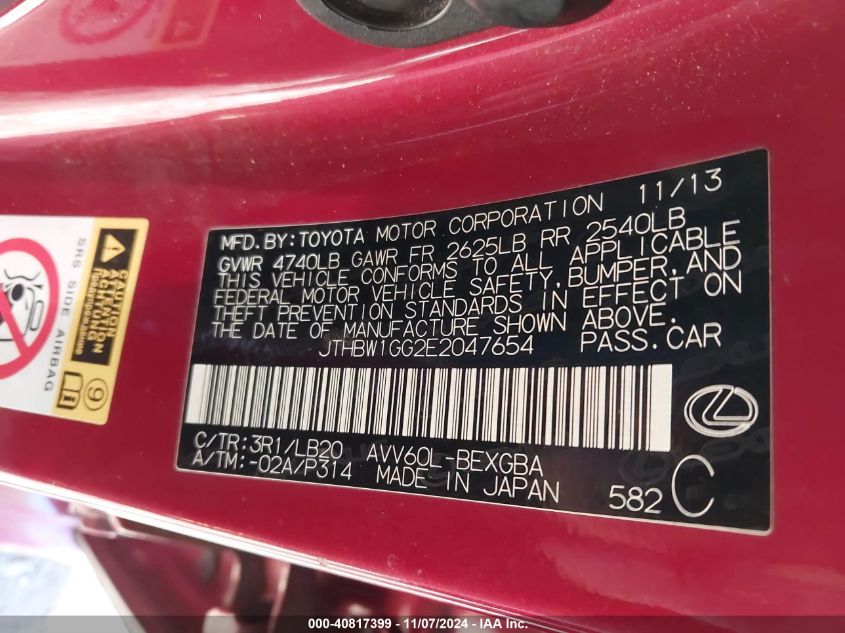 MFD. BY: TOYOTA MOTOR CORPORATION 11/13
GVWR 4740LB GAWR FR 2625LB RR 2540LB
THIS VEHICLE CONFORMS TO ALL APPLICABLE
FEDERAL MOTOR VEHICLE SAFETY, BUMPER, AND
THEFT PREVENTION STANDARDS IN EFFECT ON
THE DATE OF MANUFACTURE SHOWN ABOVE.
JTHBW1GG2E2047654 PASS. CAR
C/TR: 3R1/LB20 AVV60L-BEXGBA
A/TM: -02A/P314 MADE IN JAPAN
582 C
SRS SIDE AIRBAG
CAUTION
ATTENTION
ACHTUNG
9
000-40817399 | 11/07/2024 - IAA Inc.